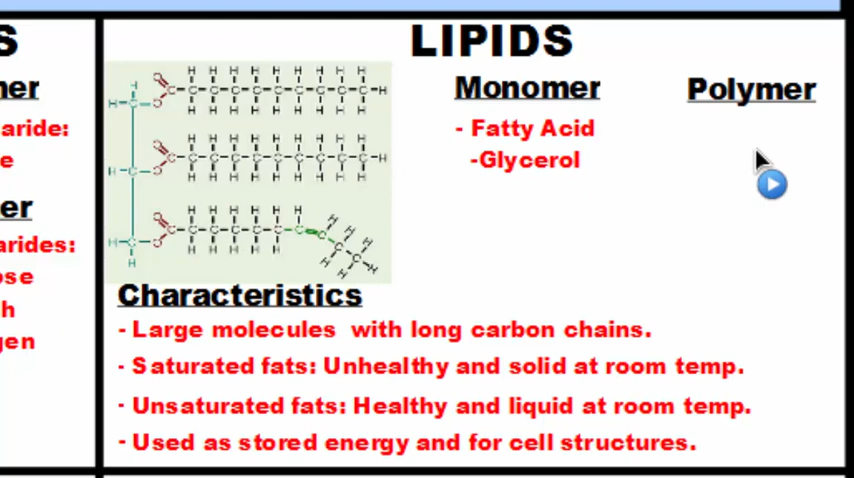 S
LIPIDS
ner
Monomer
Polymer
aride:
- Fatty Acid
e
-Glycerol
er
arides:
ose
h
gen
Characteristics
- Large molecules with long carbon chains.
- Saturated fats: Unhealthy and solid at room temp.
- Unsaturated fats: Healthy and liquid at room temp.
- Used as stored energy and for cell structures.